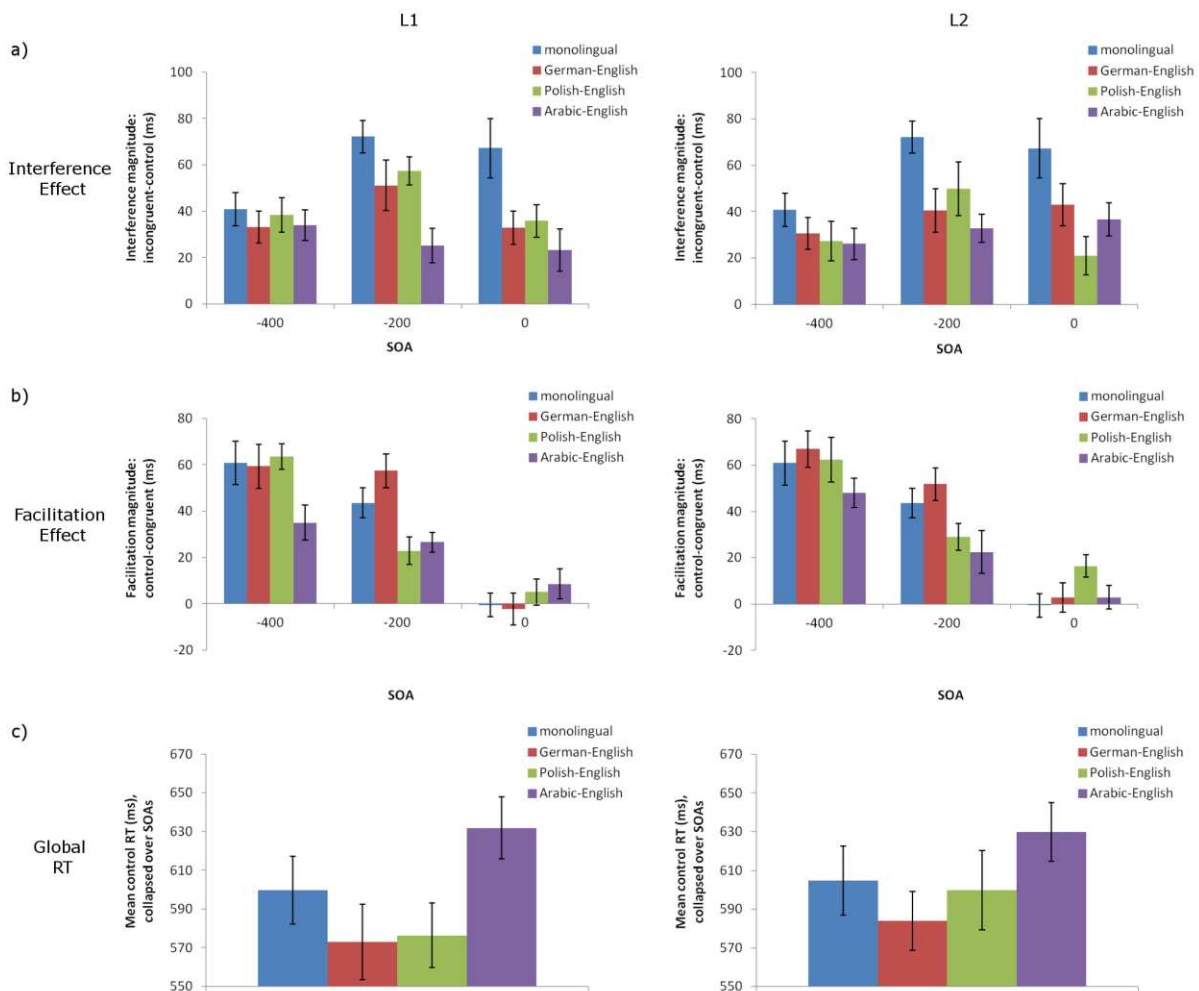 L1
L2
a)
Interference
Effect
Interference magnitude:
incongruent-control (ms)
100
80
60
40
20
0
-400
-200
0
SOA
monolingual
German-English
Polish-English
Arabic-English
Interference magnitude:
incongruent-control (ms)
100
80
60
40
20
0
-400
-200
0
SOA
monolingual
German-English
Polish-English
Arabic-English
b)
Facilitation
Effect
Facilitation magnitude:
control-congruent (ms)
80
60
40
20
0
-20
-400
-200
0
SOA
monolingual
German-English
Polish-English
Arabic-English
Facilitation magnitude:
control-congruent (ms)
80
60
40
20
0
-20
-400
-200
0
SOA
monolingual
German-English
Polish-English
Arabic-English
c)
Global
RT
Mean control RT (ms),
collapsed over SOAs
670
650
630
610
590
570
550
monolingual
German-English
Polish-English
Arabic-English
Mean control RT (ms),
collapsed over SOAs
670
650
630
610
590
570
550
monolingual
German-English
Polish-English
Arabic-English